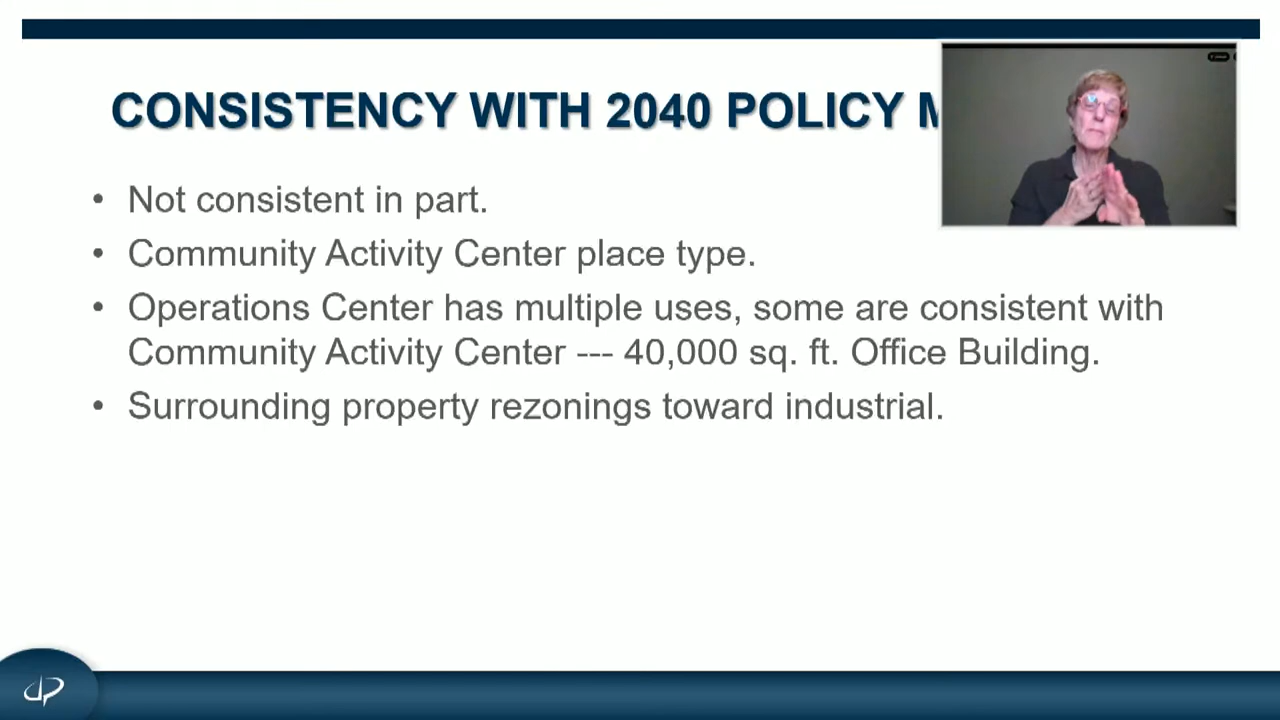 CONSISTENCY WITH 2040 POLICY
• Not consistent in part.
• Community Activity Center place type.
• Operations Center has multiple uses, some are consistent with
Community Activity Center --- 40,000 sq. ft. Office Building.
• Surrounding property rezonings toward industrial.